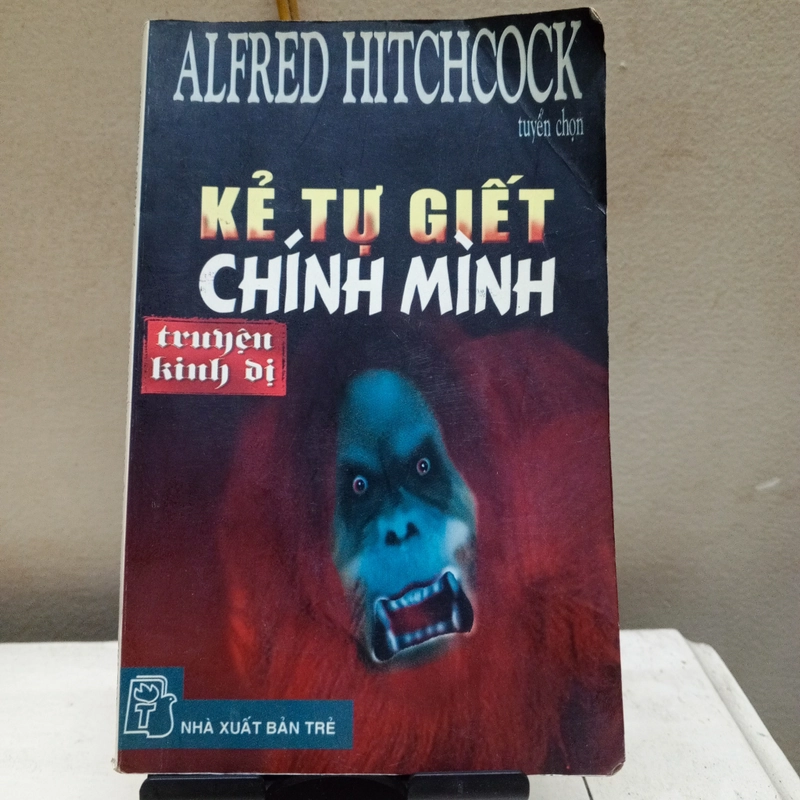 ALFRED HITCHCOCK
tuyển chọn
KẺ TỰ GIẾT
CHÍNH MÌNH
truyện
kinh dị
T
NHÀ XUẤT BẢN TRẺ